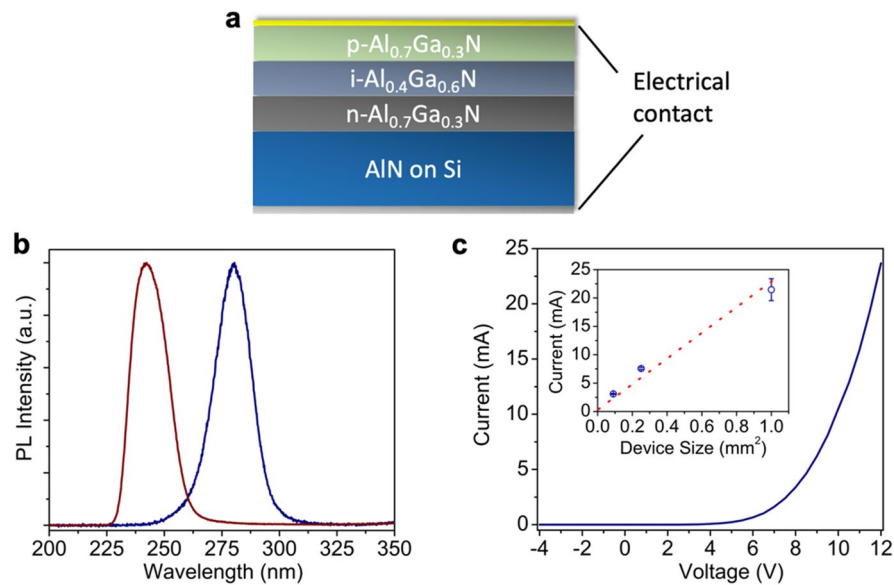 a
p-Al0.7Ga0.3N
i-Al0.4Ga0.6N
n-Al0.7Ga0.3N
AlN on Si
Electrical
contact
b
PL Intensity (a.u.)
200 225 250 275 300 325 350
Wavelength (nm)
c
Current (mA)
25
20
15
10
5
0
-4 -2 0 2 4 6 8 10 12
Voltage (V)
Current (mA)
25
20
15
10
5
0
0.0 0.2 0.4 0.6 0.8 1.0
Device Size (mm2)